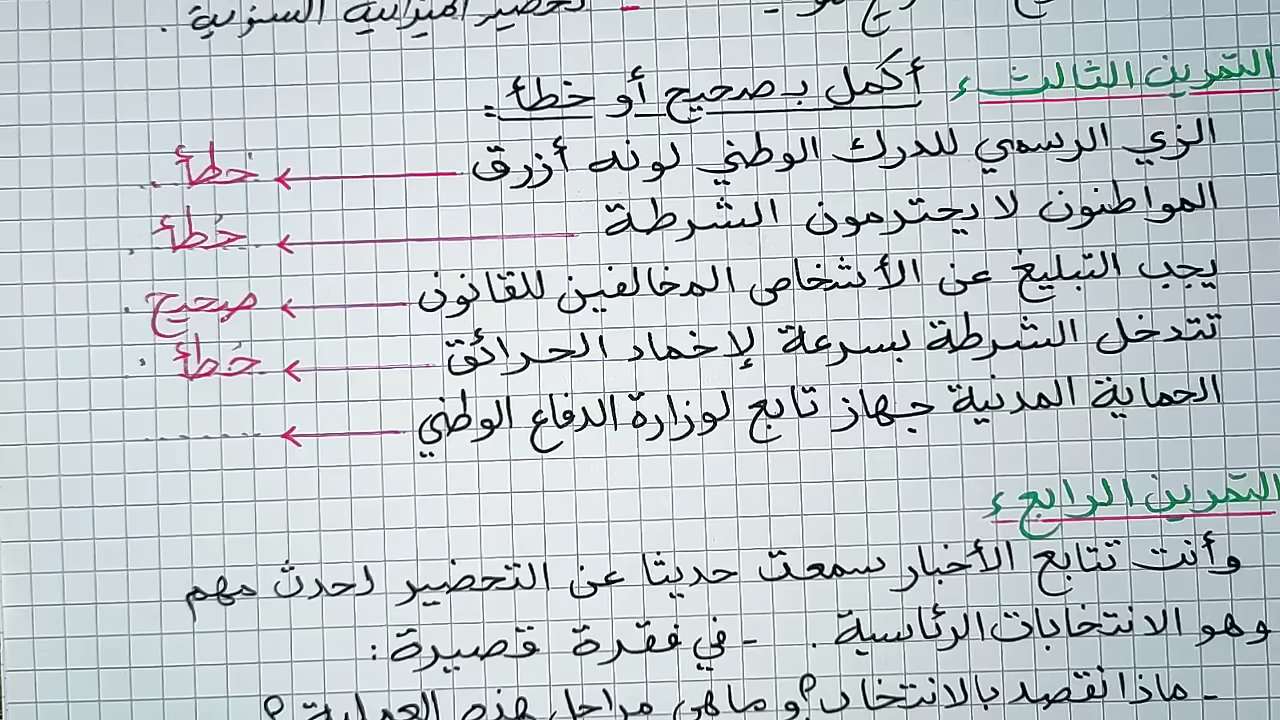 تحضير الميزانية السنوية .
التمرين الثالث : أكمل بـ صحيح أو خطأ .
الزي الرسمي للدرك الوطني لونه أزرق ← خطأ .
المواطنون لا يحترمون الشرطة ← خطأ .
يجب التبليغ عن الأشخاص المخالفين للقانون ← صحيح .
تتدخل الشرطة بسرعة لإخماد الحرائق ← خطأ .
الحماية المدنية جهاز تابع لوزارة الدفاع الوطني ← ..........
التمرين الرابع :
وأنت تتابع الأخبار سمعت حديثا عن التحضير لحدث مهم
وهو الانتخابات الرئاسية . - في فقرة قصيرة :
- ماذا نقصد بالانتخاب ؟ وما هي مراحل هذه العملية ؟